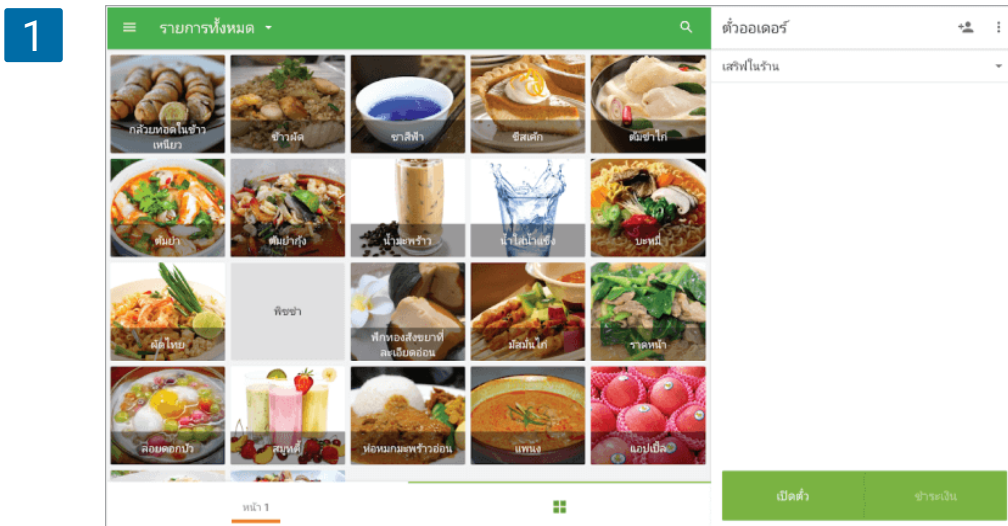 1
รายการทั้งหมด
ตั๋วออเดอร์
เสริฟในร้าน
กล้วยทอดในข้าว
เหนียว
ข้าวผัด
ชาสีฟ้า
ชีสเค้ก
ต้มข่าไก่
ต้มยำ
ต้มยำกุ้ง
น้ำมะพร้าว
น้ำใส่น้ำแข็ง
บะหมี่
ผัดไทย
พิซซ่า
ฟักทองสังขยาที่
ละเอียดอ่อน
มัสมั่นไก่
ราดหน้า
ลอยดอกบัว
สมูทตี้
ห่อหมกมะพร้าวอ่อน
แพนง
แอปเปิ้ล
หน้า 1
เปิดตั๋ว
ชำระเงิน